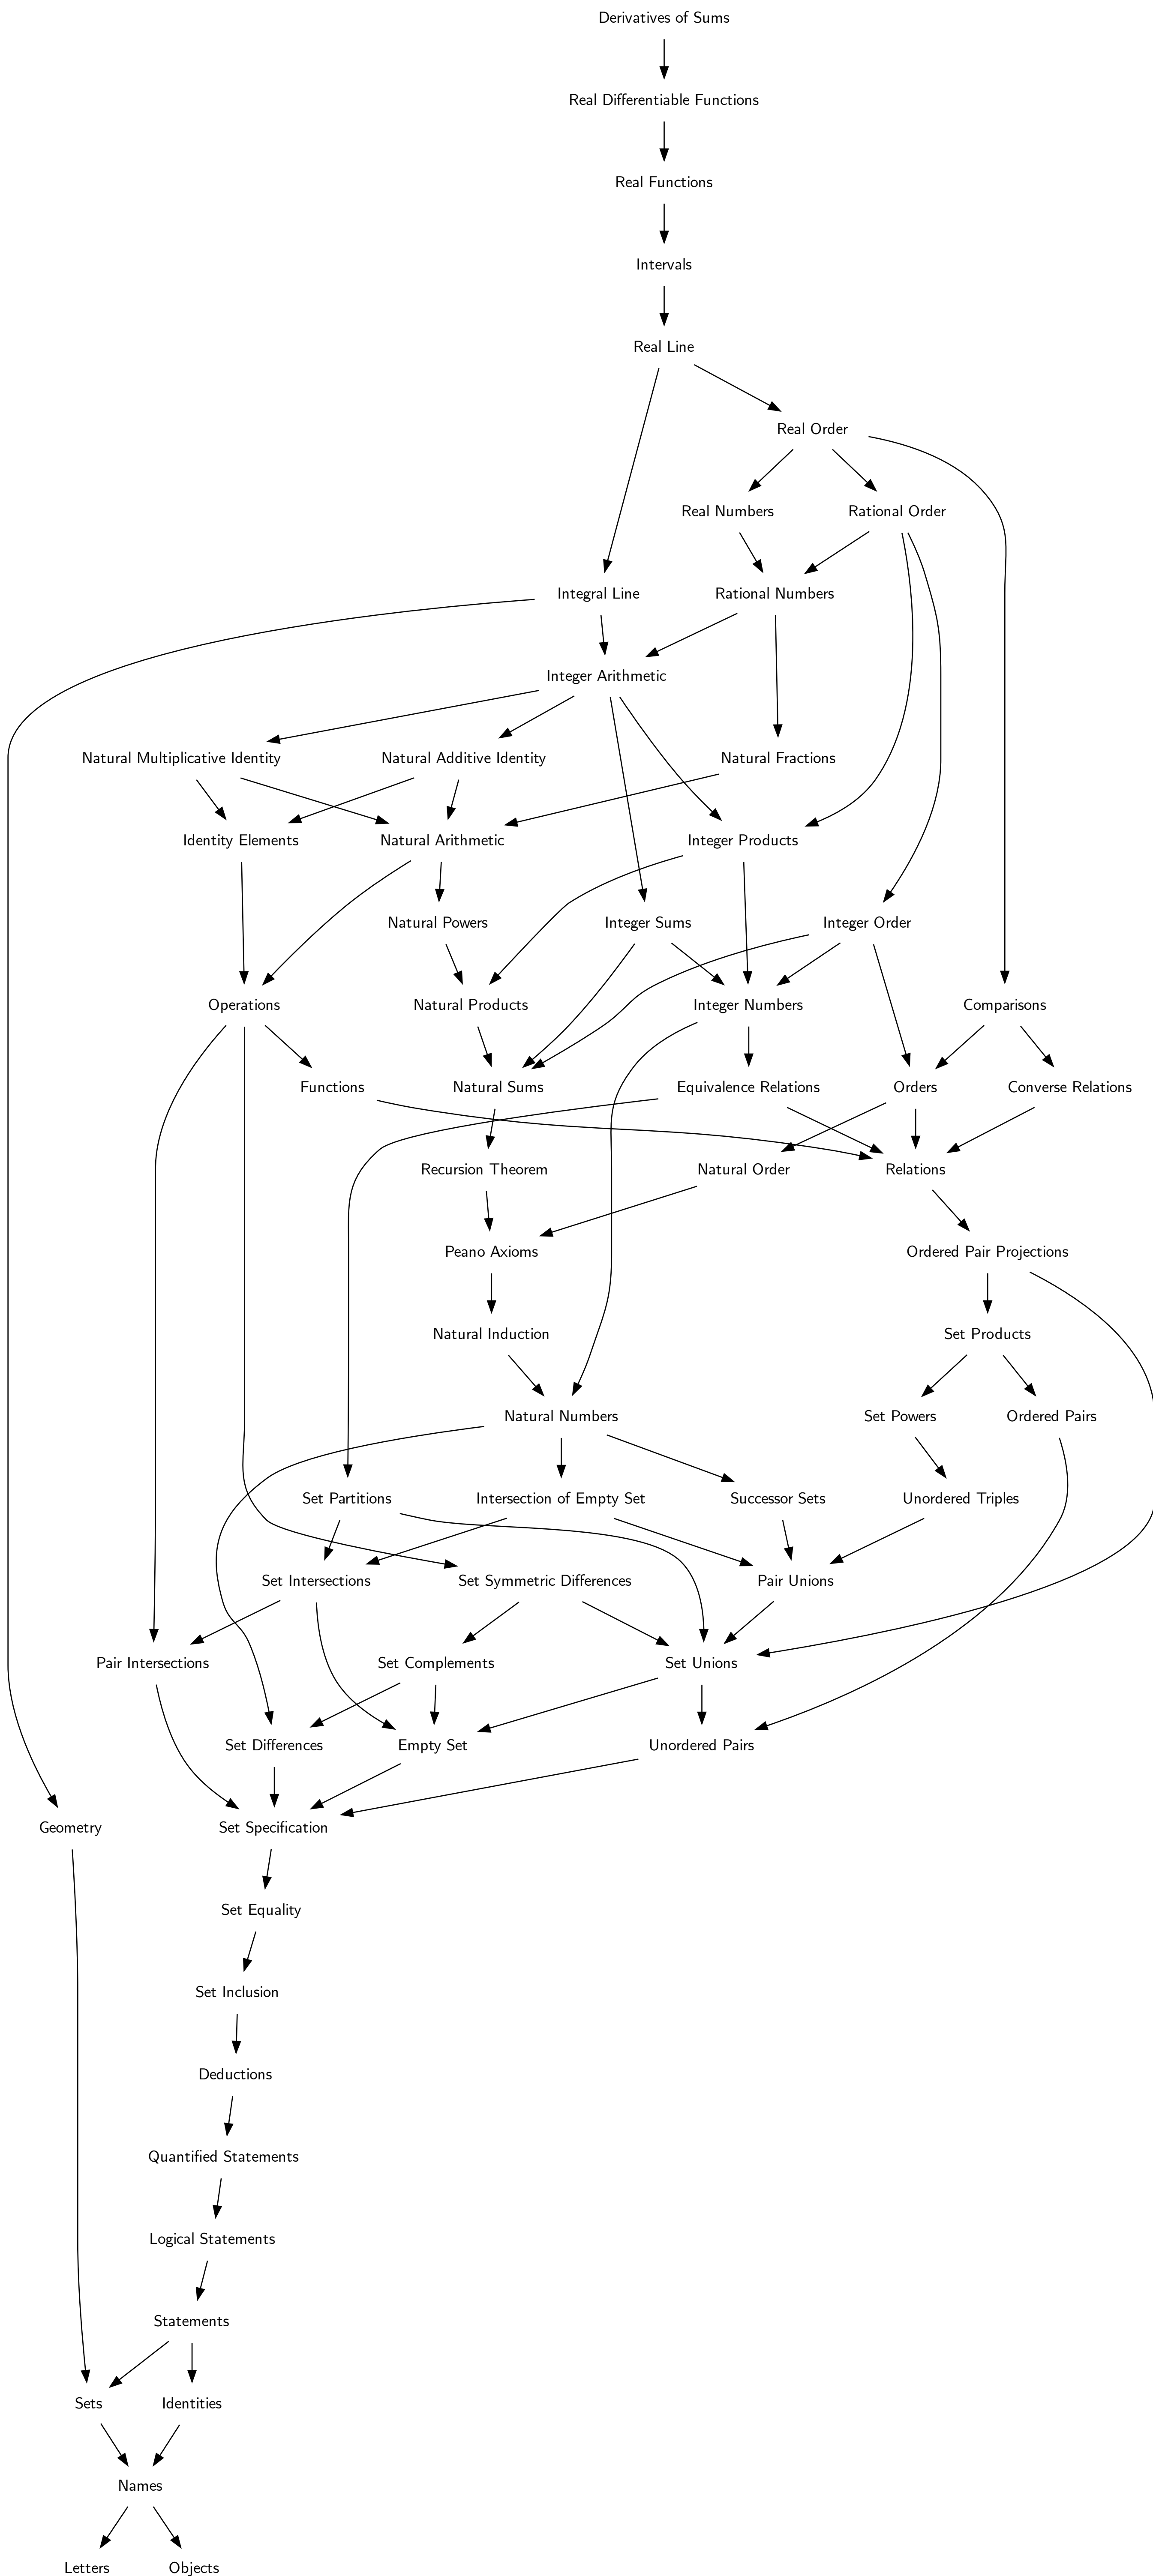 Derivatives of Sums
Real Differentiable Functions
Real Functions
Intervals
Real Line
Real Order
Real Numbers
Rational Order
Integral Line
Rational Numbers
Integer Arithmetic
Natural Multiplicative Identity
Natural Additive Identity
Natural Fractions
Identity Elements
Natural Arithmetic
Integer Products
Natural Powers
Integer Sums
Integer Order
Operations
Natural Products
Integer Numbers
Comparisons
Functions
Natural Sums
Equivalence Relations
Orders
Converse Relations
Recursion Theorem
Natural Order
Relations
Peano Axioms
Ordered Pair Projections
Natural Induction
Set Products
Natural Numbers
Set Powers
Ordered Pairs
Set Partitions
Intersection of Empty Set
Successor Sets
Unordered Triples
Set Intersections
Set Symmetric Differences
Pair Unions
Pair Intersections
Set Complements
Set Unions
Set Differences
Empty Set
Unordered Pairs
Geometry
Set Specification
Set Equality
Set Inclusion
Deductions
Quantified Statements
Logical Statements
Statements
Sets
Identities
Names
Letters
Objects